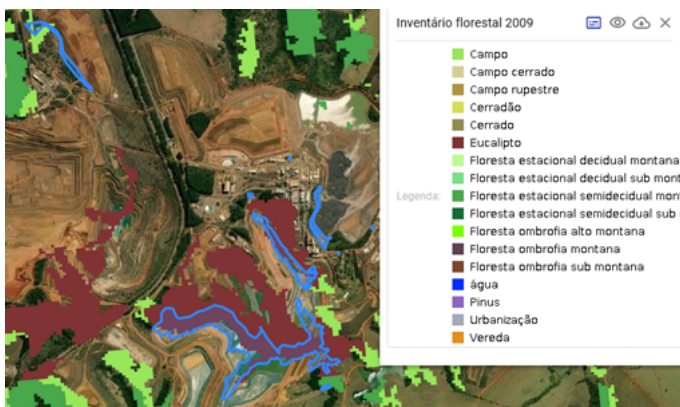 Inventário florestal 2009
Campo
Campo cerrado
Campo rupestre
Cerradão
Cerrado
Eucalipto
Floresta estacional decidual montana
Floresta estacional decidual sub mont
Legenda:
Floresta estacional semidecidual mon
Floresta estacional semidecidual sub
Floresta ombrofia alto montana
Floresta ombrofia montana
Floresta ombrofia sub montana
água
Pinus
Urbanização
Vereda